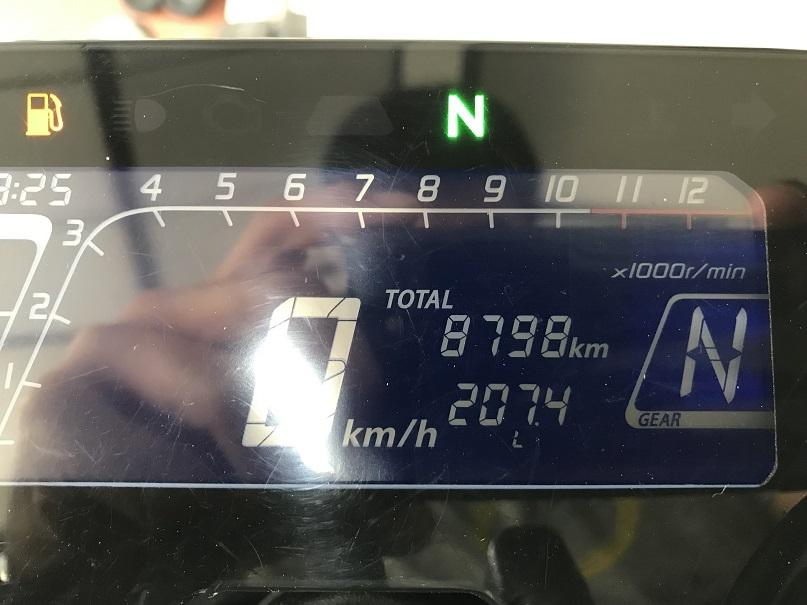 N
:25
4 5 6 7 8 9 10 11 12
3
x1000r/min
2
TOTAL
8798km
N
1
0 km/h
207.4
GEAR
L